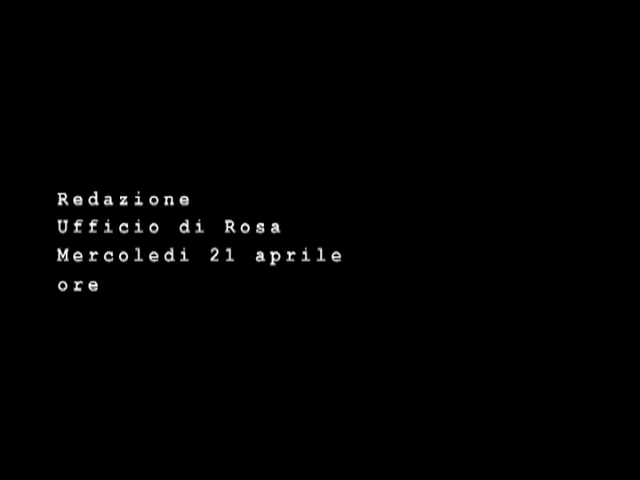 Redazione
Ufficio di Rosa
Mercoledi 21 aprile
ore